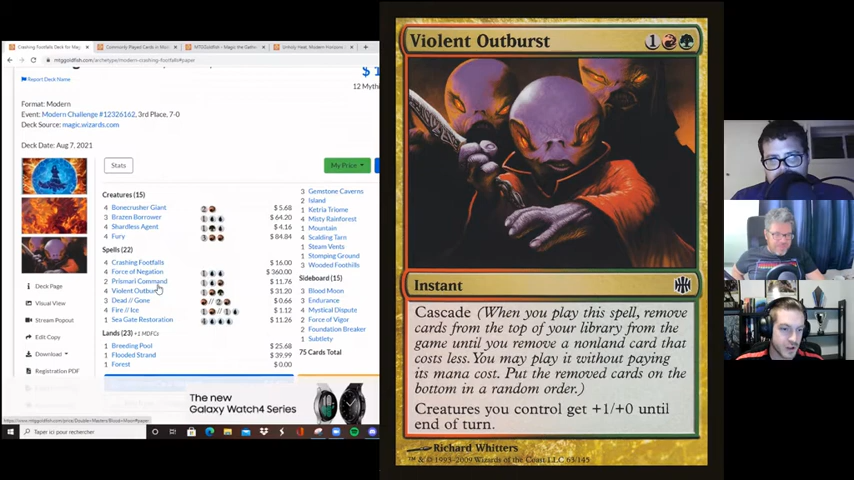 Crashing Footfalls Deck for May
Commonly Played Cards in M
MTGGoldfish - Magic: the Gath
Unholy Heat, Modern Horizons
mtggoldfish.com/archetype/modern-crashing-footfalls#paper
Report Deck Name
12 Mythi
Format: Modern
Event: Modern Challenge #12326162, 3rd Place, 7-0
Deck Source: magic.wizards.com
Deck Date: Aug 7, 2021
Stats
My Price
Creatures (15)
4 Bonecrusher Giant $ 5.68
3 Brazen Borrower $ 64.20
4 Shardless Agent $ 4.16
4 Fury $ 84.84
Spells (22)
4 Crashing Footfalls $ 16.00
4 Force of Negation $ 360.00
2 Prismari Command $ 11.76
4 Violent Outbu $ 31.20
3 Dead // Gone $ 0.66
4 Fire // Ice $ 1.12
1 Sea Gate Restoration $ 11.26
Lands (23) +1 MDFCs
1 Breeding Pool $ 25.68
1 Flooded Strand $ 39.99
1 Forest $ 0.00
3 Gemstone Caverns
2 Island
1 Ketria Triome
4 Misty Rainforest
1 Mountain
4 Scalding Tarn
1 Steam Vents
1 Stomping Ground
3 Wooded Foothills
Sideboard (15)
3 Blood Moon
3 Endurance
4 Mystic Dispute
2 Force of Vigor
2 Foundation Breaker
1 Subtlety
75 Cards Total
Deck Page
Visual View
Stream Popout
Edit Copy
Download
Registration PDF
The new
Galaxy Watch4 Series
Taper ici pour rechercher
Violent Outburst
1
Instant
Cascade (When you play this spell, remove
cards from the top of your library from the
game until you remove a nonland card that
costs less. You may play it without paying
its mana cost. Put the removed cards on the
bottom in a random order.)
Creatures you control get +1/+0 until
end of turn.
Richard Whitters
™ & © 1993–2009 Wizards of the Coast LLC 65/145